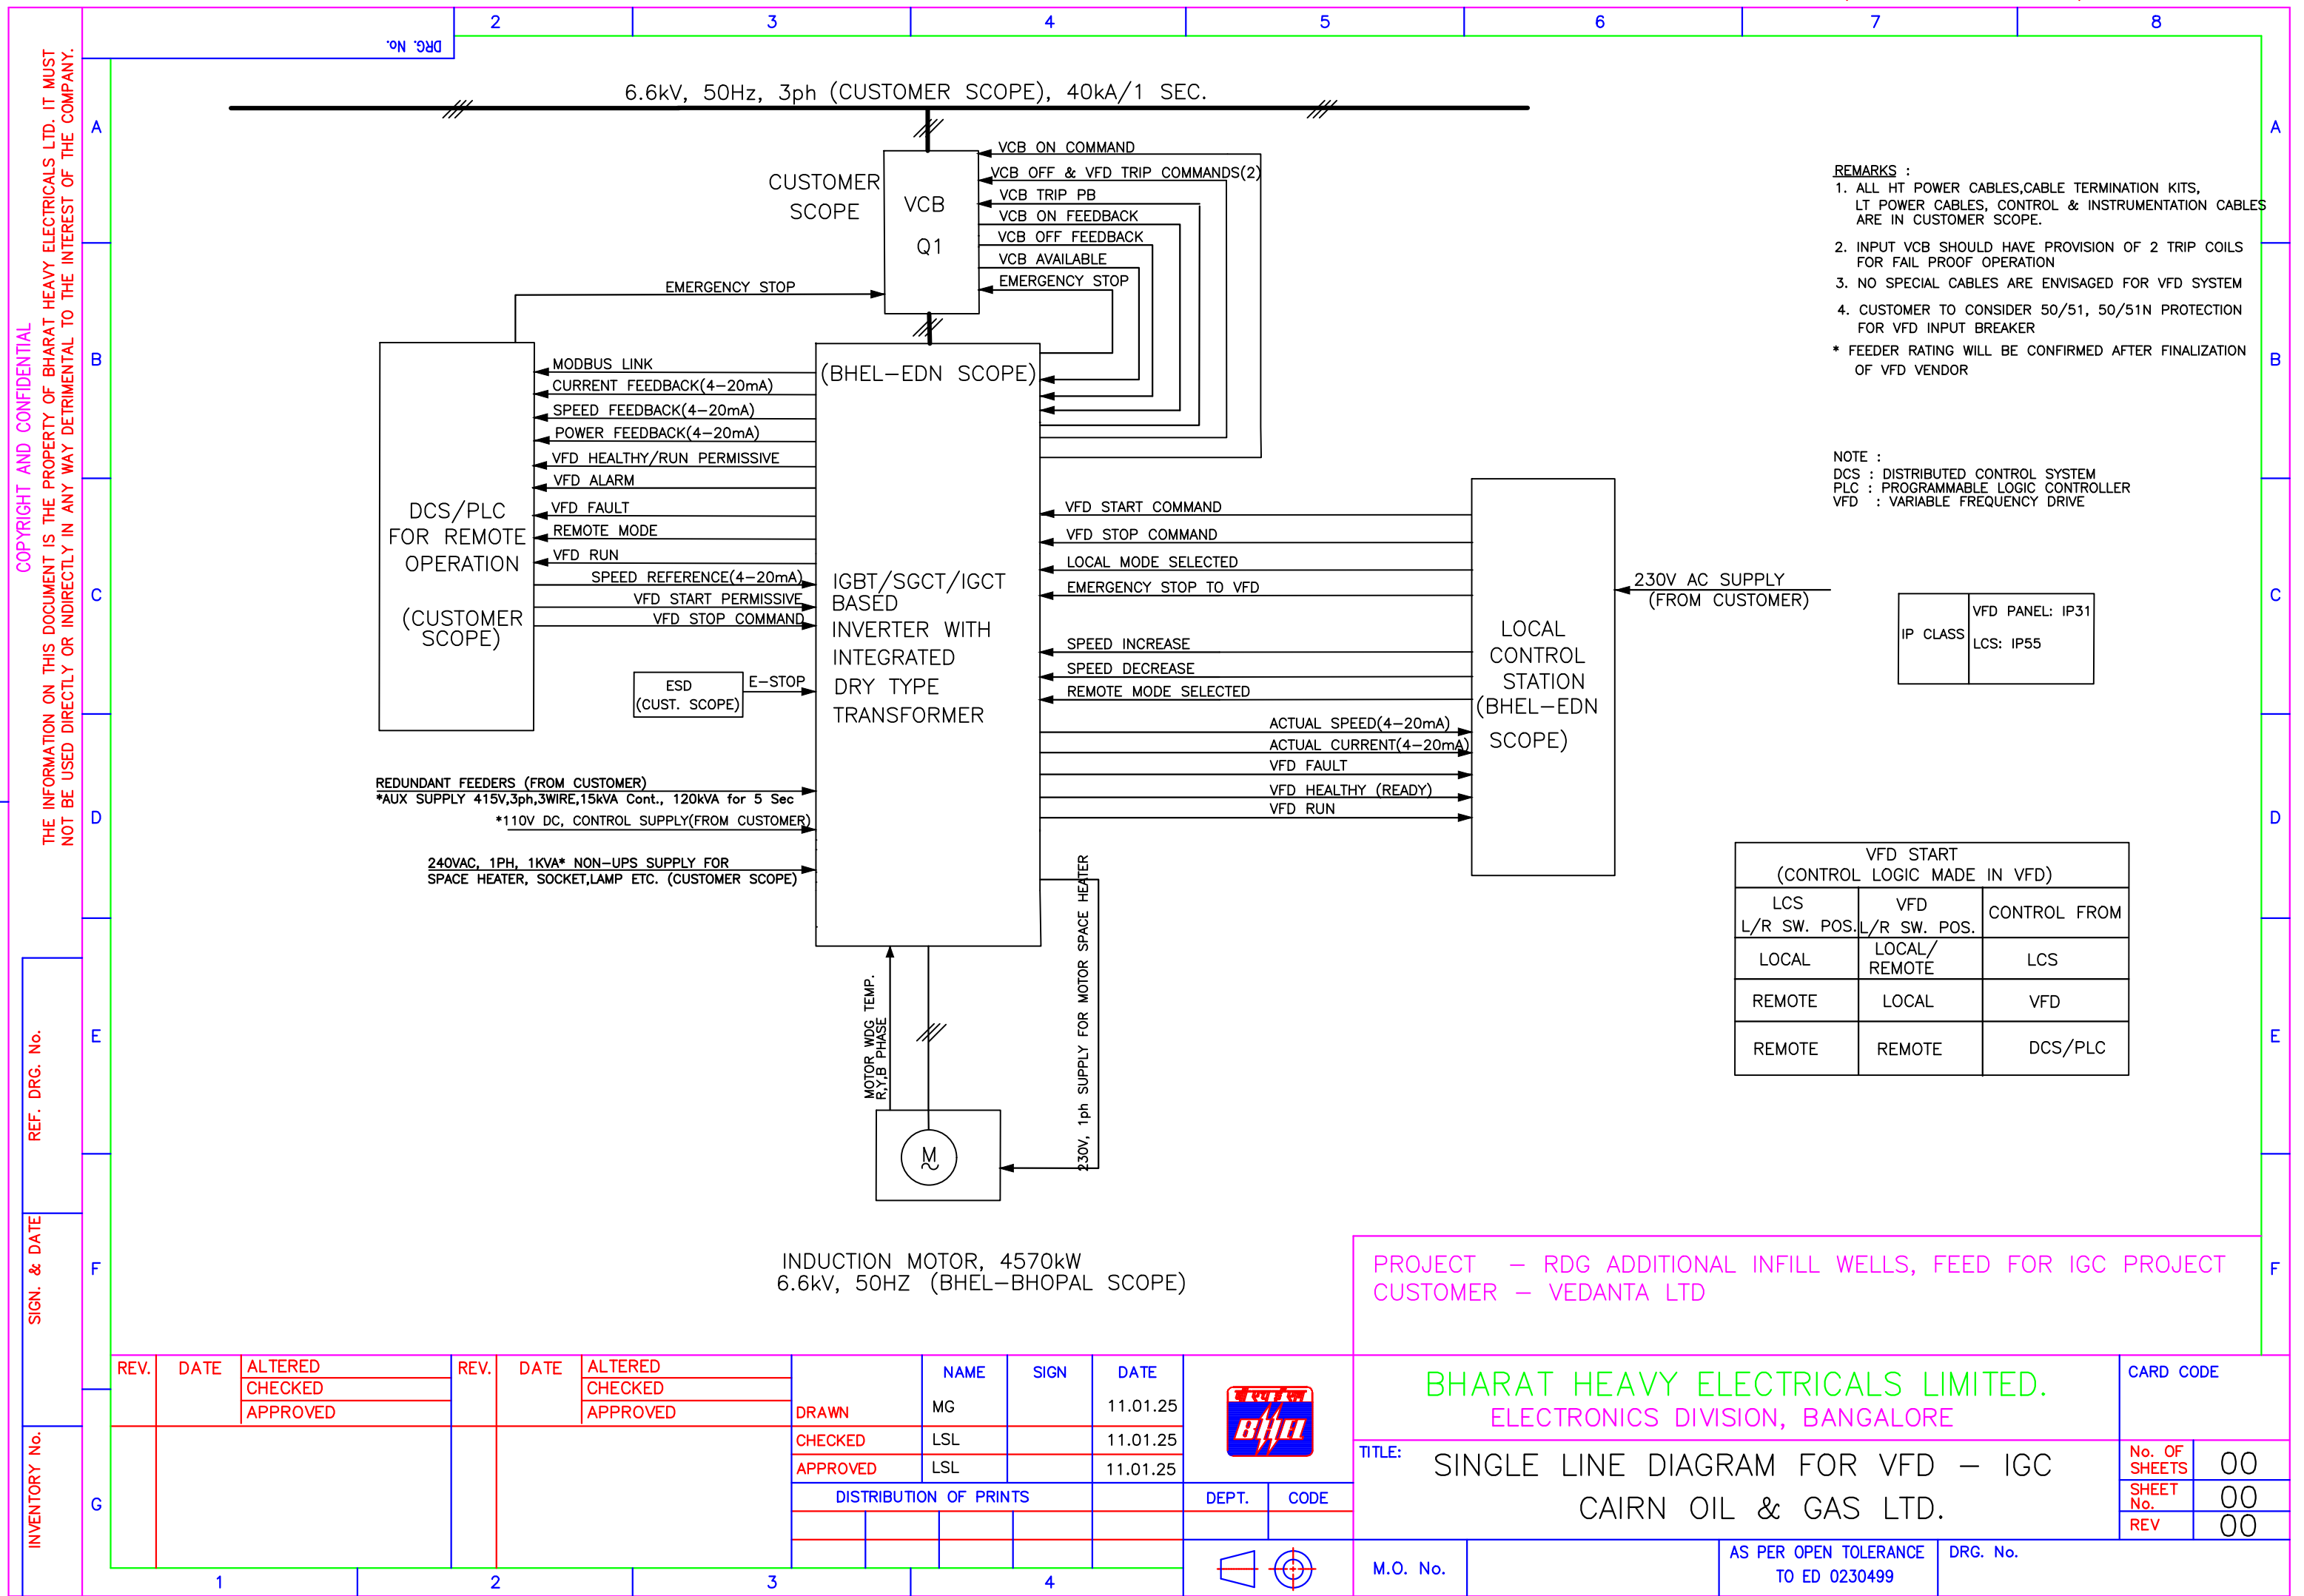 2 3 4 5 6 7 8
DRG. No.
COPYRIGHT AND CONFIDENTIAL
THE INFORMATION ON THIS DOCUMENT IS THE PROPERTY OF BHARAT HEAVY ELECTRICALS LTD. IT MUST
NOT BE USED DIRECTLY OR INDIRECTLY IN ANY WAY DETRIMENTAL TO THE INTEREST OF THE COMPANY.
REF. DRG. No.
SIGN. & DATE
INVENTORY No.
A
B
C
D
E
F
G
6.6kV, 50Hz, 3ph (CUSTOMER SCOPE), 40kA/1 SEC.
CUSTOMER
SCOPE
VCB
Q1
VCB ON COMMAND
VCB OFF & VFD TRIP COMMANDS(2)
VCB TRIP PB
VCB ON FEEDBACK
VCB OFF FEEDBACK
VCB AVAILABLE
EMERGENCY STOP
EMERGENCY STOP
DCS/PLC
FOR REMOTE
OPERATION
(CUSTOMER
SCOPE)
MODBUS LINK
CURRENT FEEDBACK(4-20mA)
SPEED FEEDBACK(4-20mA)
POWER FEEDBACK(4-20mA)
VFD HEALTHY/RUN PERMISSIVE
VFD ALARM
VFD FAULT
REMOTE MODE
VFD RUN
SPEED REFERENCE(4-20mA)
VFD START PERMISSIVE
VFD STOP COMMAND
ESD
(CUST. SCOPE)
E-STOP
(BHEL-EDN SCOPE)
IGBT/SGCT/IGCT
BASED
INVERTER WITH
INTEGRATED
DRY TYPE
TRANSFORMER
REDUNDANT FEEDERS (FROM CUSTOMER)
*AUX SUPPLY 415V,3ph,3WIRE,15kVA Cont., 120kVA for 5 Sec
*110V DC, CONTROL SUPPLY(FROM CUSTOMER)
240VAC, 1PH, 1KVA* NON-UPS SUPPLY FOR
SPACE HEATER, SOCKET,LAMP ETC. (CUSTOMER SCOPE)
VFD START COMMAND
VFD STOP COMMAND
LOCAL MODE SELECTED
EMERGENCY STOP TO VFD
SPEED INCREASE
SPEED DECREASE
REMOTE MODE SELECTED
ACTUAL SPEED(4-20mA)
ACTUAL CURRENT(4-20mA)
VFD FAULT
VFD HEALTHY (READY)
VFD RUN
LOCAL
CONTROL
STATION
(BHEL-EDN
SCOPE)
230V AC SUPPLY
(FROM CUSTOMER)
MOTOR WDG TEMP.
R,Y,B PHASE
230V, 1ph SUPPLY FOR MOTOR SPACE HEATER
M
~
INDUCTION MOTOR, 4570kW
6.6kV, 50HZ (BHEL-BHOPAL SCOPE)
REMARKS :
1. ALL HT POWER CABLES,CABLE TERMINATION KITS,
LT POWER CABLES, CONTROL & INSTRUMENTATION CABLES
ARE IN CUSTOMER SCOPE.
2. INPUT VCB SHOULD HAVE PROVISION OF 2 TRIP COILS
FOR FAIL PROOF OPERATION
3. NO SPECIAL CABLES ARE ENVISAGED FOR VFD SYSTEM
4. CUSTOMER TO CONSIDER 50/51, 50/51N PROTECTION
FOR VFD INPUT BREAKER
* FEEDER RATING WILL BE CONFIRMED AFTER FINALIZATION
OF VFD VENDOR
NOTE :
DCS : DISTRIBUTED CONTROL SYSTEM
PLC : PROGRAMMABLE LOGIC CONTROLLER
VFD : VARIABLE FREQUENCY DRIVE
IP CLASS
VFD PANEL: IP31
LCS: IP55
VFD START
(CONTROL LOGIC MADE IN VFD)
LCS L/R SW. POS. VFD L/R SW. POS. CONTROL FROM
LOCAL LOCAL/ REMOTE LCS
REMOTE LOCAL VFD
REMOTE REMOTE DCS/PLC
A
B
C
D
E
F
PROJECT - RDG ADDITIONAL INFILL WELLS, FEED FOR IGC PROJECT
CUSTOMER - VEDANTA LTD
REV. DATE ALTERED
CHECKED
APPROVED
REV. DATE ALTERED
CHECKED
APPROVED
NAME SIGN DATE
DRAWN MG 11.01.25
CHECKED LSL 11.01.25
APPROVED LSL 11.01.25
DISTRIBUTION OF PRINTS
बी एच ई एल
BHEL
DEPT. CODE
BHARAT HEAVY ELECTRICALS LIMITED.
ELECTRONICS DIVISION, BANGALORE
CARD CODE
TITLE: SINGLE LINE DIAGRAM FOR VFD - IGC
CAIRN OIL & GAS LTD.
No. OF SHEETS 00
SHEET No. 00
REV 00
M.O. No.
AS PER OPEN TOLERANCE
TO ED 0230499
DRG. No.
1 2 3 4